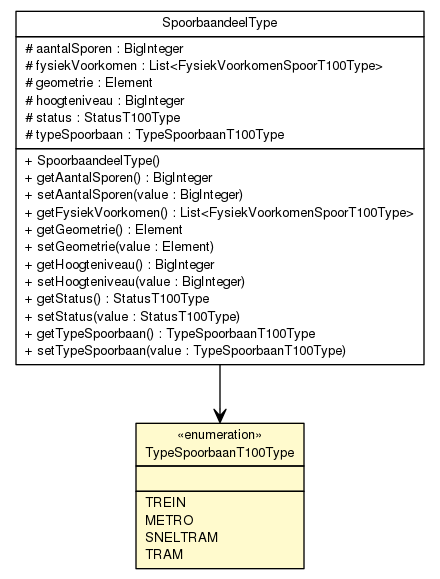 SpoorbaandeelType
# aantalSporen : BigInteger
# fysiekVoorkomen : List<FysiekVoorkomenSpoorT100Type>
# geometrie : Element
# hoogteniveau : BigInteger
# status : StatusT100Type
# typeSpoorbaan : TypeSpoorbaanT100Type
+ SpoorbaandeelType()
+ getAantalSporen() : BigInteger
+ setAantalSporen(value : BigInteger)
+ getFysiekVoorkomen() : List<FysiekVoorkomenSpoorT100Type>
+ getGeometrie() : Element
+ setGeometrie(value : Element)
+ getHoogteniveau() : BigInteger
+ setHoogteniveau(value : BigInteger)
+ getStatus() : StatusT100Type
+ setStatus(value : StatusT100Type)
+ getTypeSpoorbaan() : TypeSpoorbaanT100Type
+ setTypeSpoorbaan(value : TypeSpoorbaanT100Type)
«enumeration»
TypeSpoorbaanT100Type
TREIN
METRO
SNELTRAM
TRAM